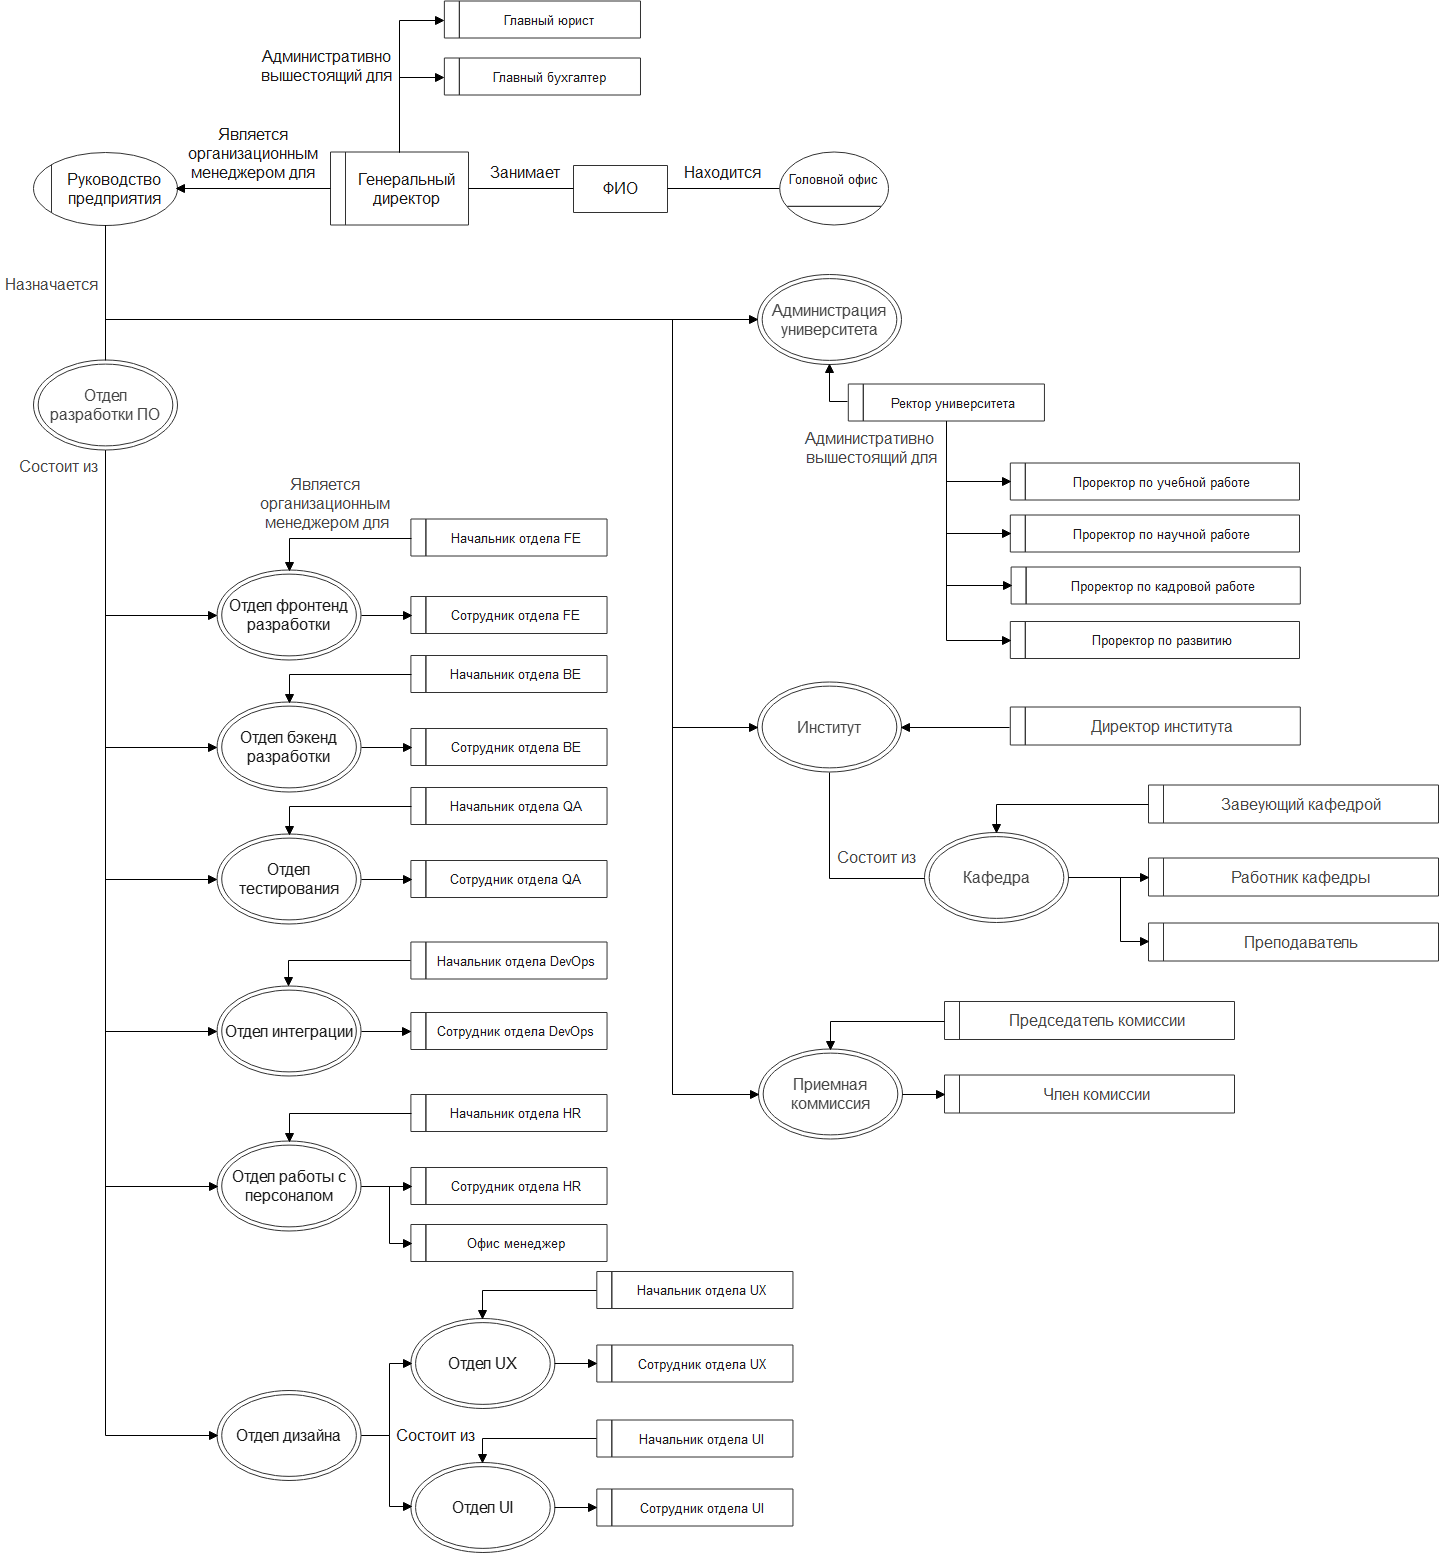 Главный юрист
Административно
вышестоящий для
Главный бухгалтер
Является
организационным
менеджером для
Руководство
предприятия
Генеральный
директор
Занимает
ФИО
Находится
Головной офис
Назначается
Администрация
университета
Отдел
разработки ПО
Ректор университета
Административно
вышестоящий для
Состоит из
Проректор по учебной работе
Проректор по научной работе
Проректор по кадровой работе
Проректор по развитию
Является
организационным
менеджером для
Начальник отдела FE
Отдел фронтенд
разработки
Сотрудник отдела FE
Начальник отдела BE
Отдел бэкенд
разработки
Сотрудник отдела BE
Начальник отдела QA
Отдел
тестирования
Сотрудник отдела QA
Начальник отдела DevOps
Отдел интеграции
Сотрудник отдела DevOps
Начальник отдела HR
Отдел работы с
персоналом
Сотрудник отдела HR
Офис менеджер
Начальник отдела UX
Отдел UX
Сотрудник отдела UX
Отдел дизайна
Состоит из
Начальник отдела UI
Отдел UI
Сотрудник отдела UI
Институт
Директор института
Состоит из
Завеующий кафедрой
Кафедра
Работник кафедры
Преподаватель
Председатель комиссии
Приемная
коммиссия
Член комиссии